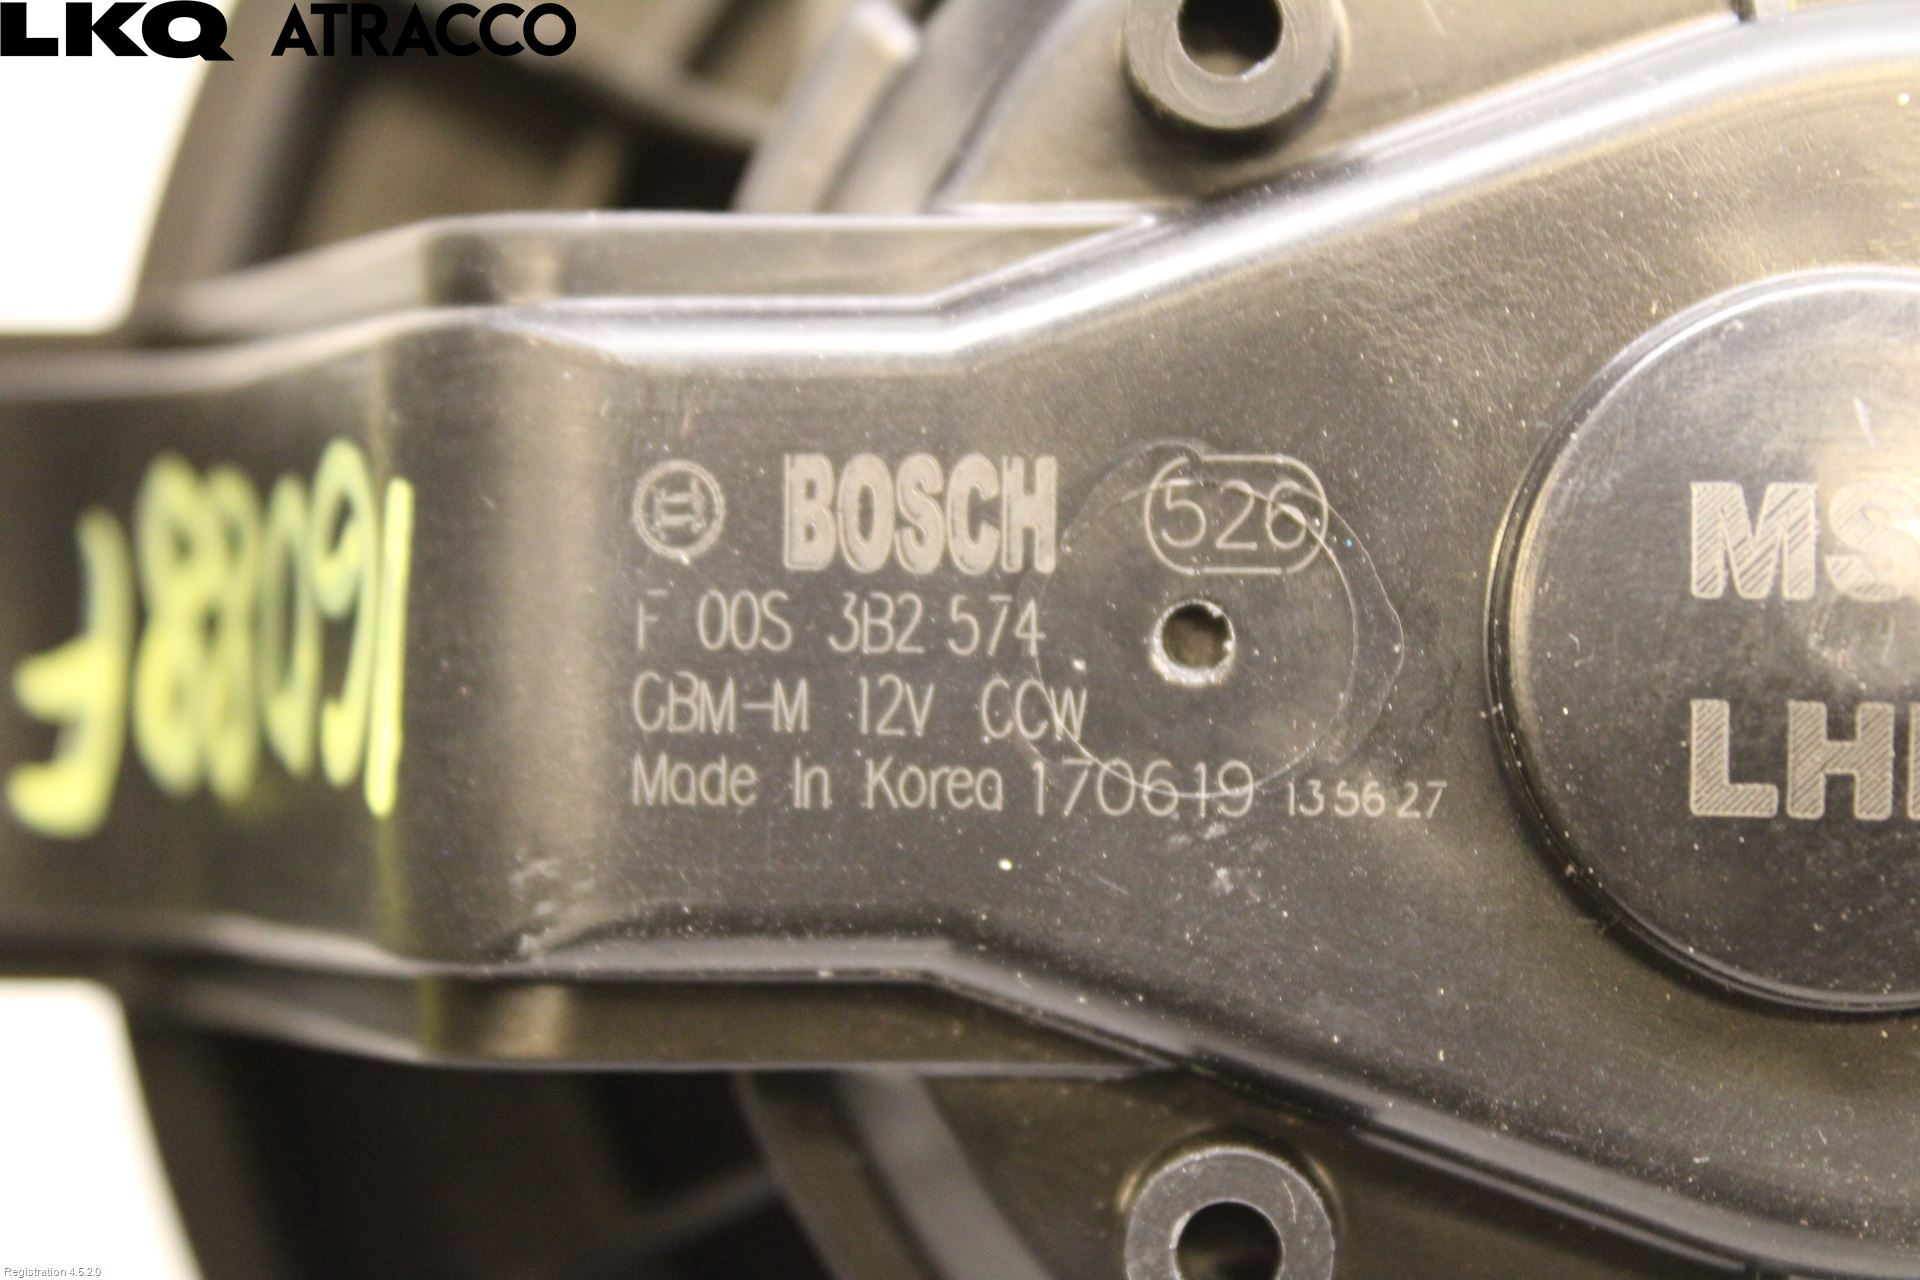 LKQ ATRACCO
BOSCH 526
F 00S 3B2 574
CBM-M 12V CCW
Made In Korea 170619 135627
MS
LH
Registration 4.5.2.0